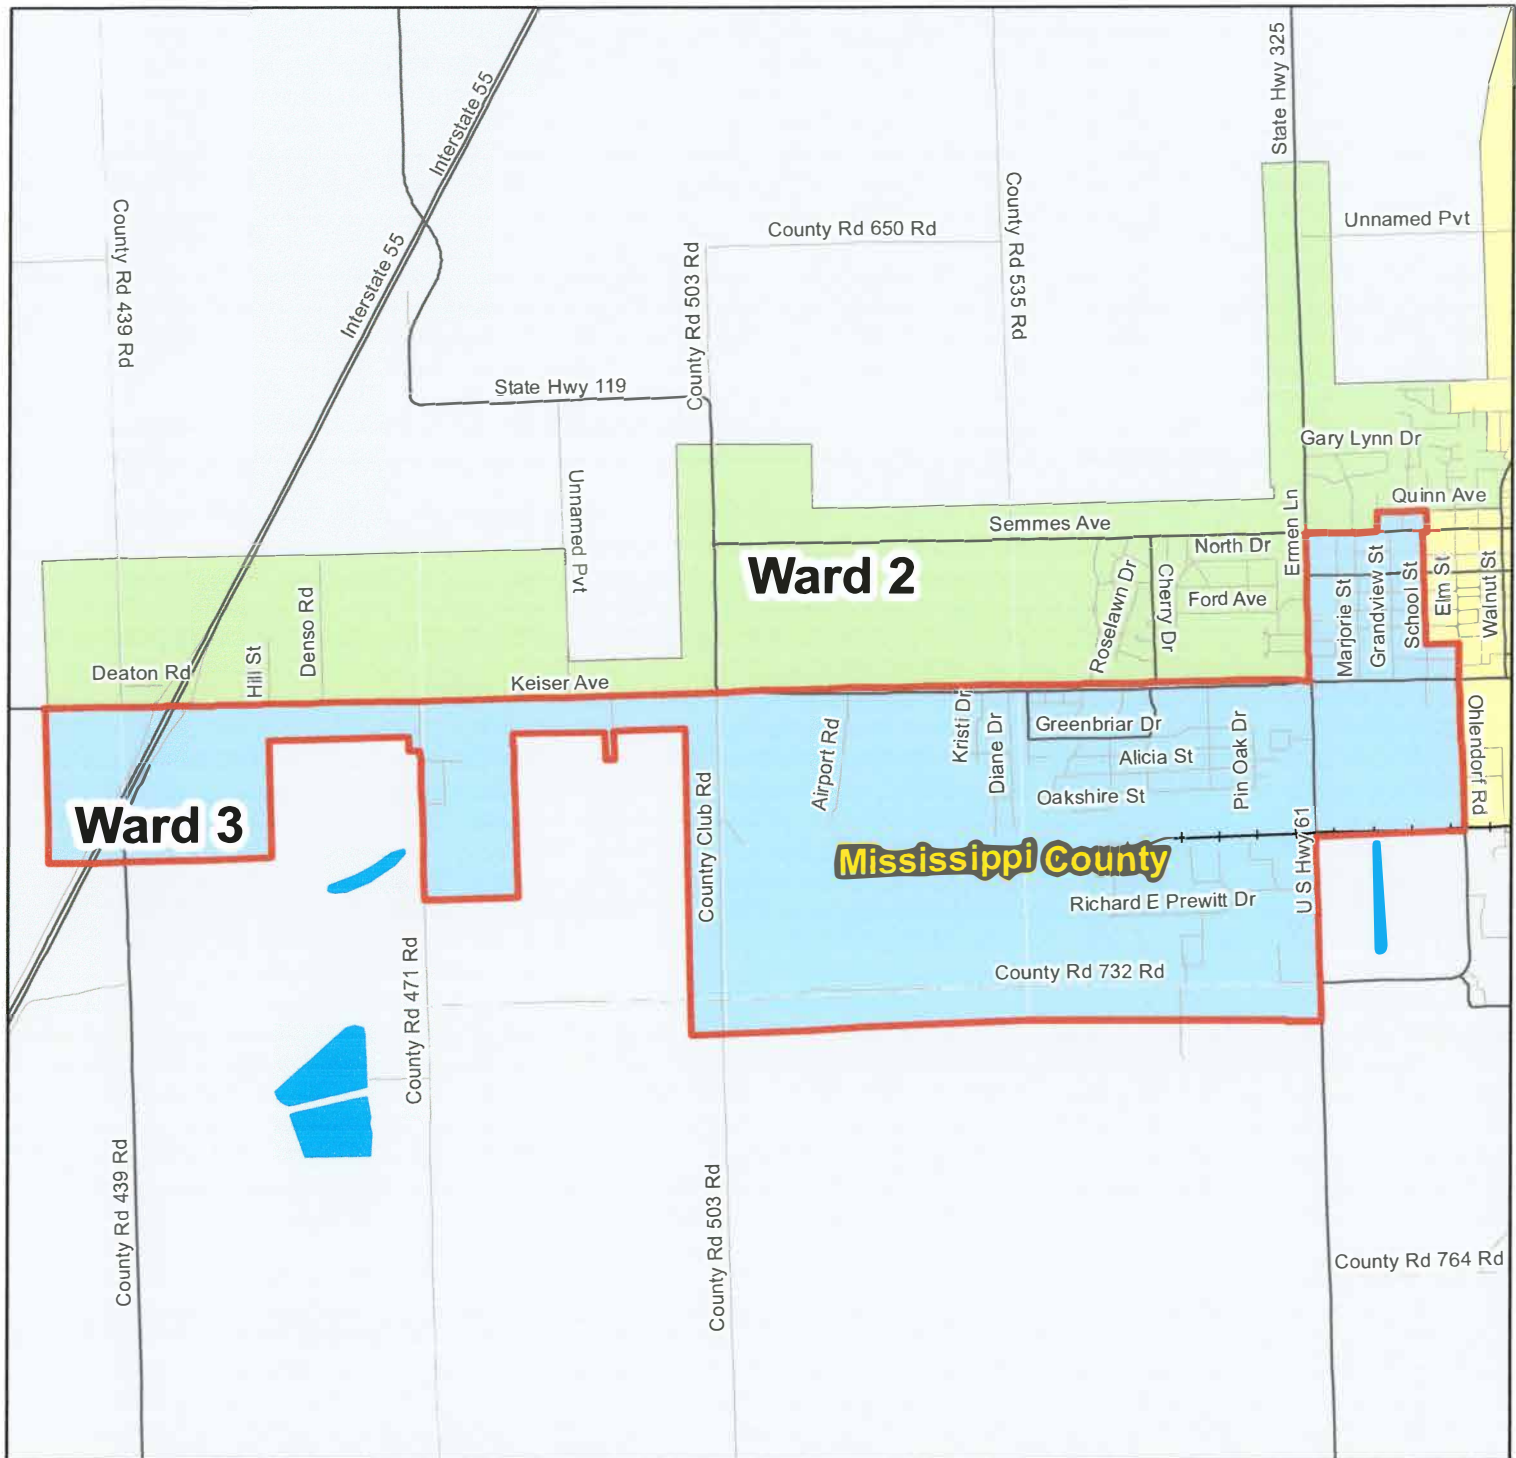 State Hwy 325
Interstate 55
County Rd 439 Rd
County Rd 535 Rd
Unnamed Pvt
County Rd 650 Rd
Interstate 55
County Rd 503 Rd
State Hwy 119
Gary Lynn Dr
Unnamed Pvt
Ermen Ln
Quinn Ave
Semmes Ave
North Dr
Ward 2
Roselawn Dr
Cherry Dr
Ford Ave
Marjorie St
Grandview St
School St
Elm St
Walnut St
Denso Rd
Hill St
Deaton Rd
Keiser Ave
Airport Rd
Kristi Dr
Diane Dr
Greenbriar Dr
Alicia St
Pin Oak Dr
Ohlendorf Rd
Oakshire St
Ward 3
Country Club Rd
Mississippi County
U S Hwy 61
Richard E Prewitt Dr
County Rd 732 Rd
County Rd 471 Rd
County Rd 439 Rd
County Rd 503 Rd
County Rd 764 Rd